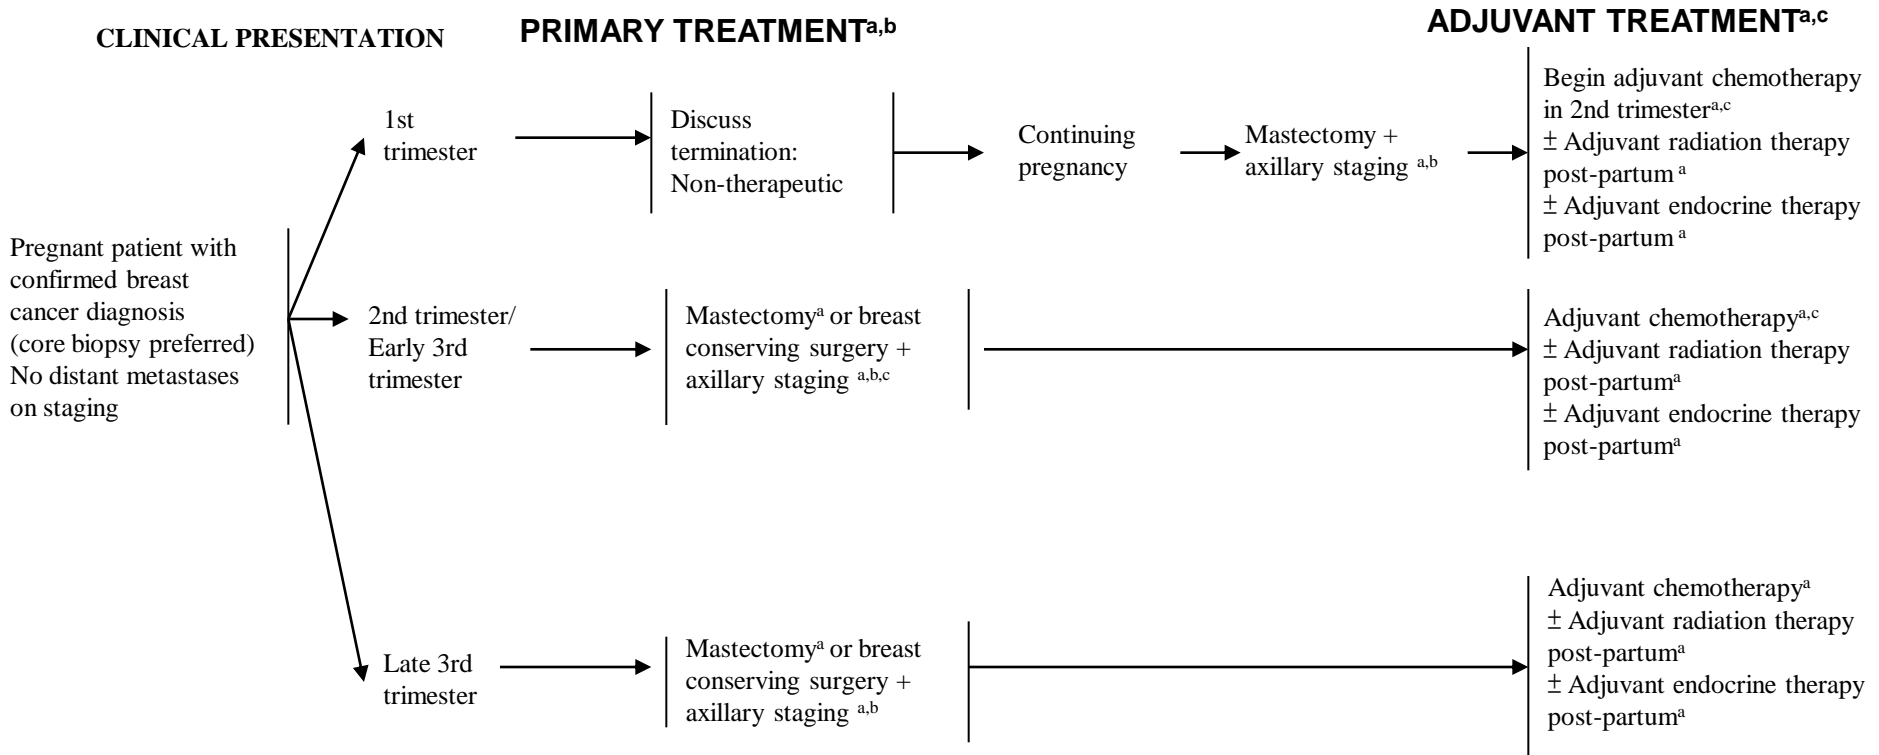 CLINICAL PRESENTATION
PRIMARY TREATMENTa,b
ADJUVANT TREATMENTa,c
Pregnant patient with
confirmed breast
cancer diagnosis
(core biopsy preferred)
No distant metastases
on staging
1st
trimester
Discuss
termination:
Non-therapeutic
Continuing
pregnancy
Mastectomy +
axillary staging a,b
Begin adjuvant chemotherapy
in 2nd trimestera,c
± Adjuvant radiation therapy
post-partum a
± Adjuvant endocrine therapy
post-partum a
2nd trimester/
Early 3rd
trimester
Mastectomya or breast
conserving surgery +
axillary staging a,b,c
Adjuvant chemotherapya,c
± Adjuvant radiation therapy
post-partuma
± Adjuvant endocrine therapy
post-partuma
Late 3rd
trimester
Mastectomya or breast
conserving surgery +
axillary staging a,b
Adjuvant chemotherapya
± Adjuvant radiation therapy
post-partuma
± Adjuvant endocrine therapy
post-partuma